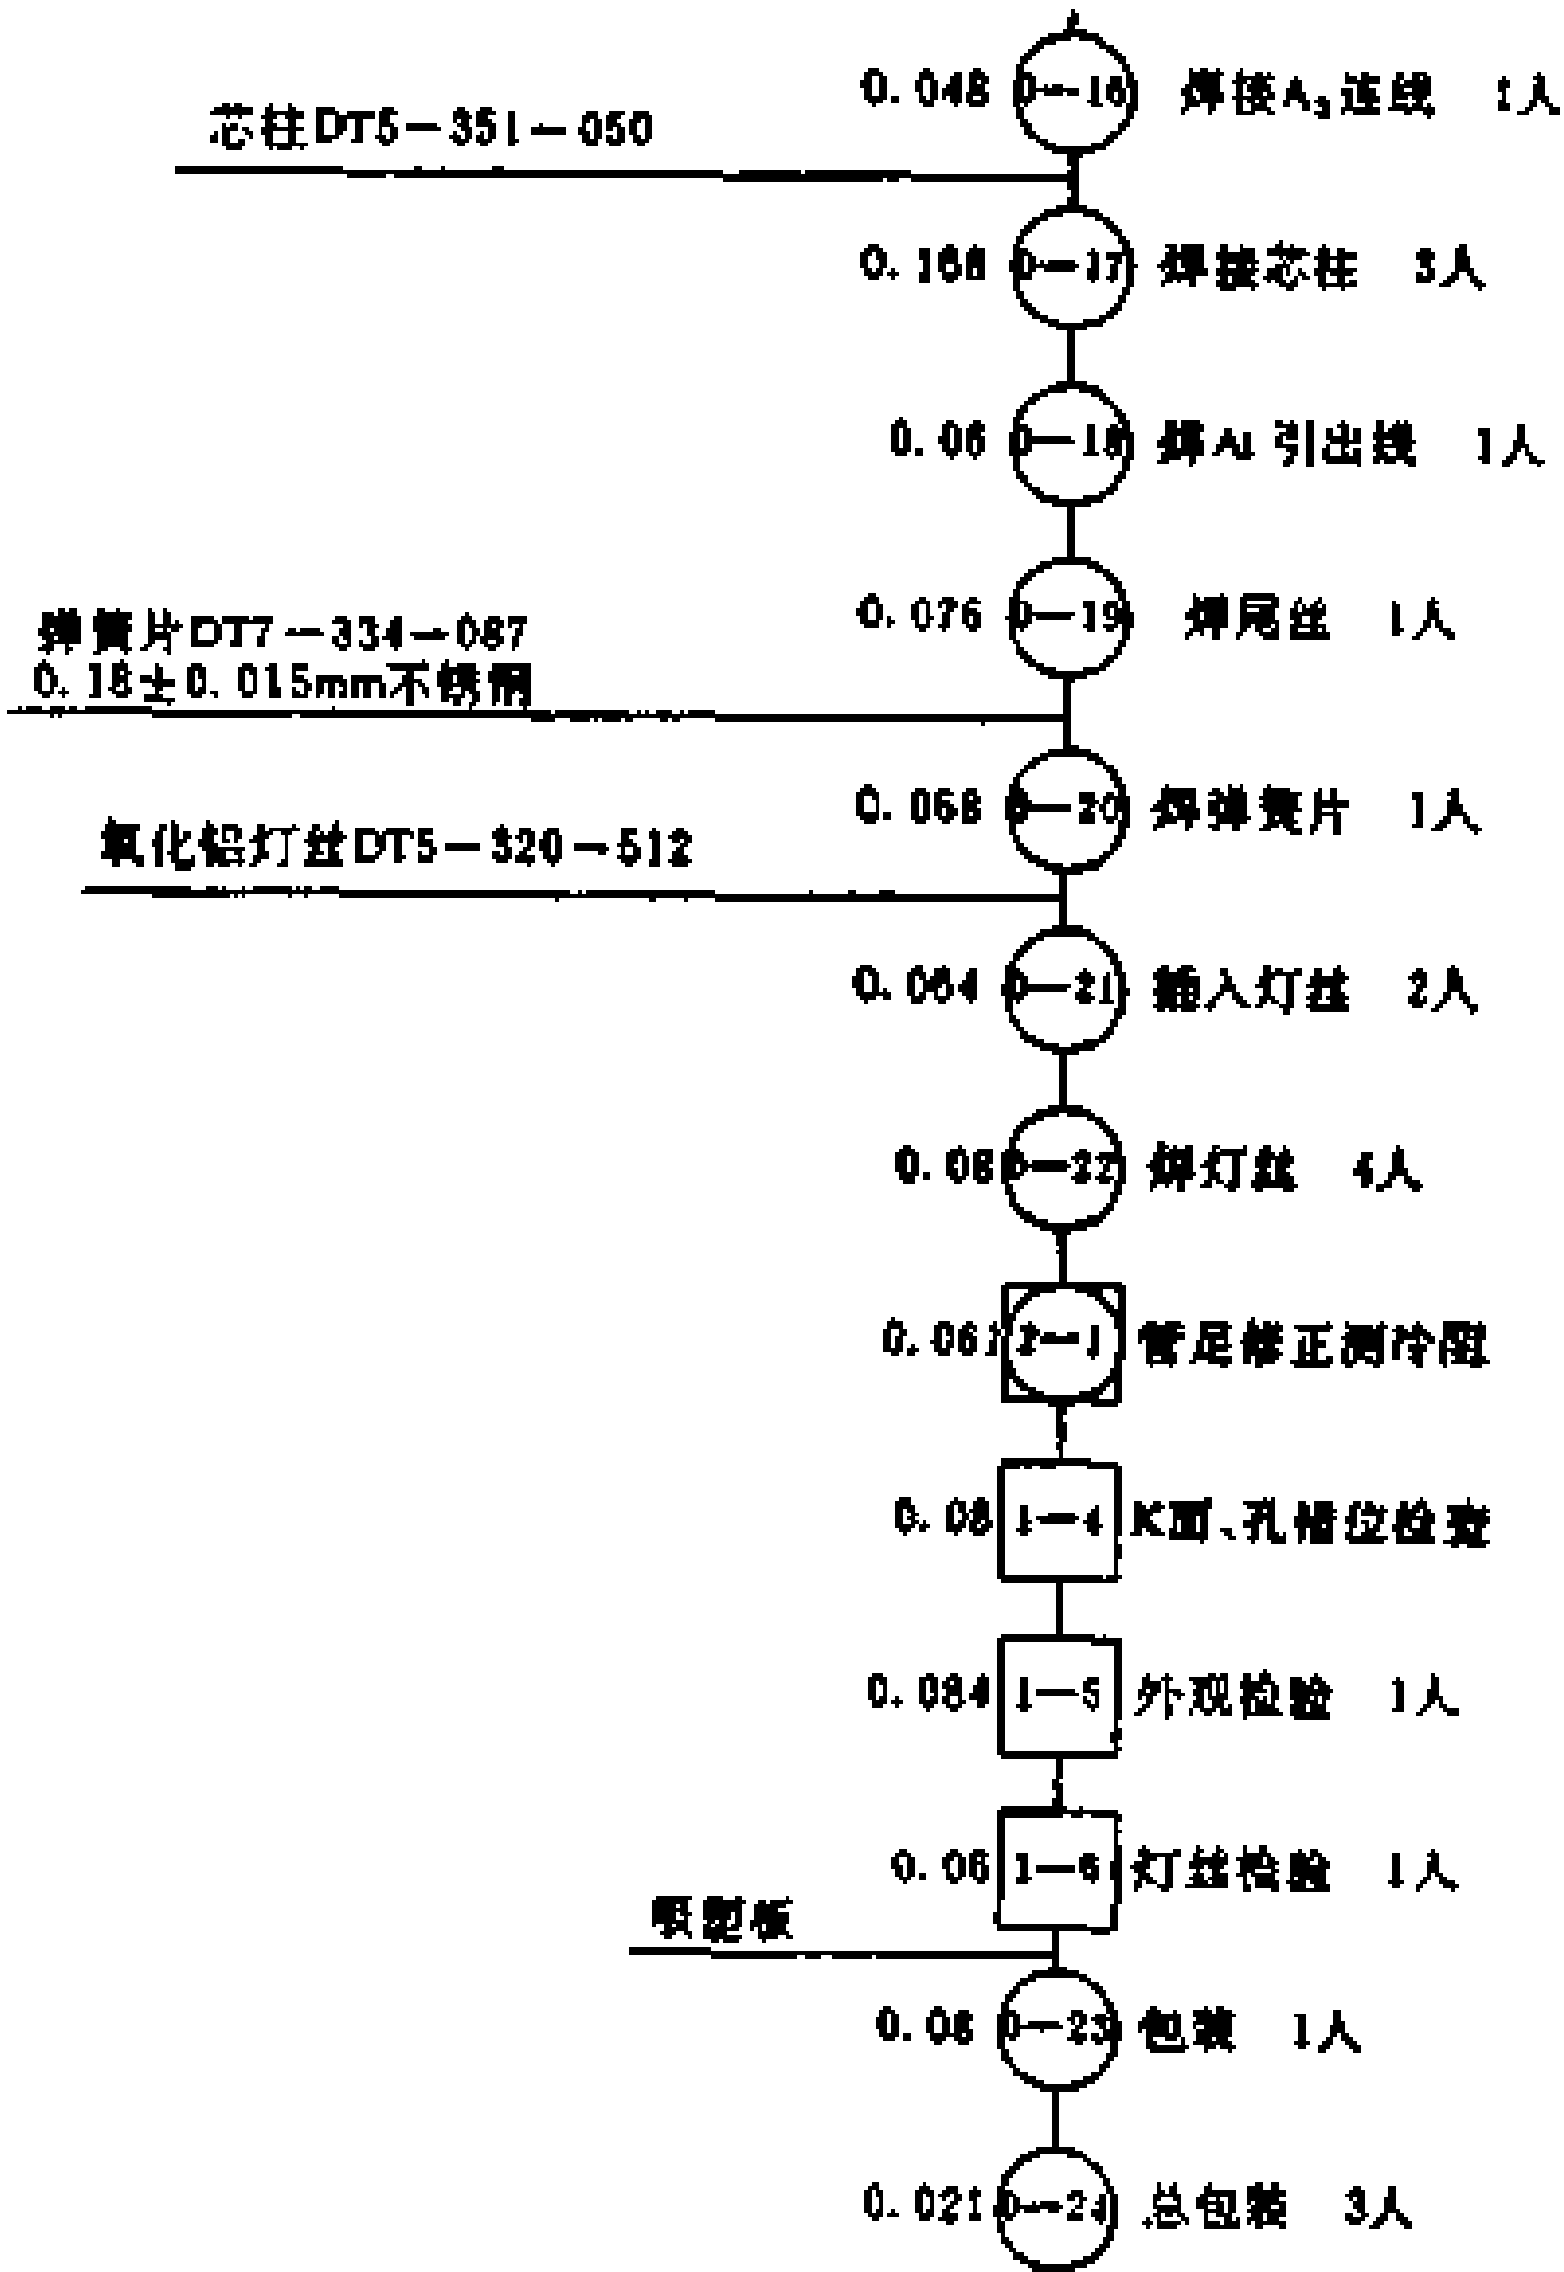 0.048 0—16 焊接A₃连线 1人
芯柱DT5—351—050
0.168 0—17 焊接芯柱 3人
0.06 0—18 焊A1引出线 1人
0.076 0—19 焊尾丝 1人
弹簧片DT7—334—087
0.18±0.015mm不锈钢
0.068 0—20 焊弹簧片 1人
氧化铝灯丝DT5—320—512
0.064 0—21 插入灯丝 2人
0.08 0—22 焊灯丝 4人
2—1 管足修正测冷阻
0.08 1—4 K面、孔错位检查
0.084 1—5 外观检验 1人
0.06 1—6 灯丝检验 1人
吸塑板
0.06 0—23 包装 1人
0.021 0—24 总包装 3人